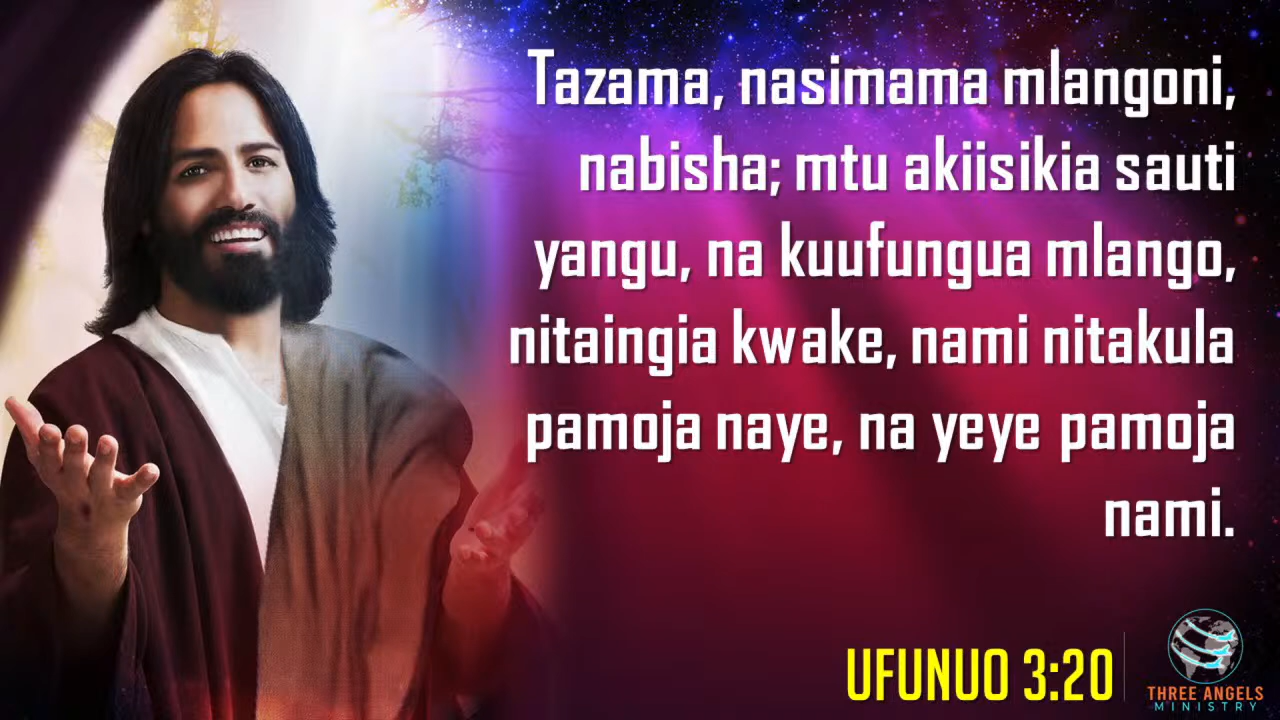 Tazama, nasimama mlangoni,
nabisha; mtu akiisikia sauti
yangu, na kuufungua mlango,
nitaingia kwake, nami nitakula
pamoja naye, na yeye pamoja
nami.
UFUNUO 3:20
THREE ANGELS
MINISTRY